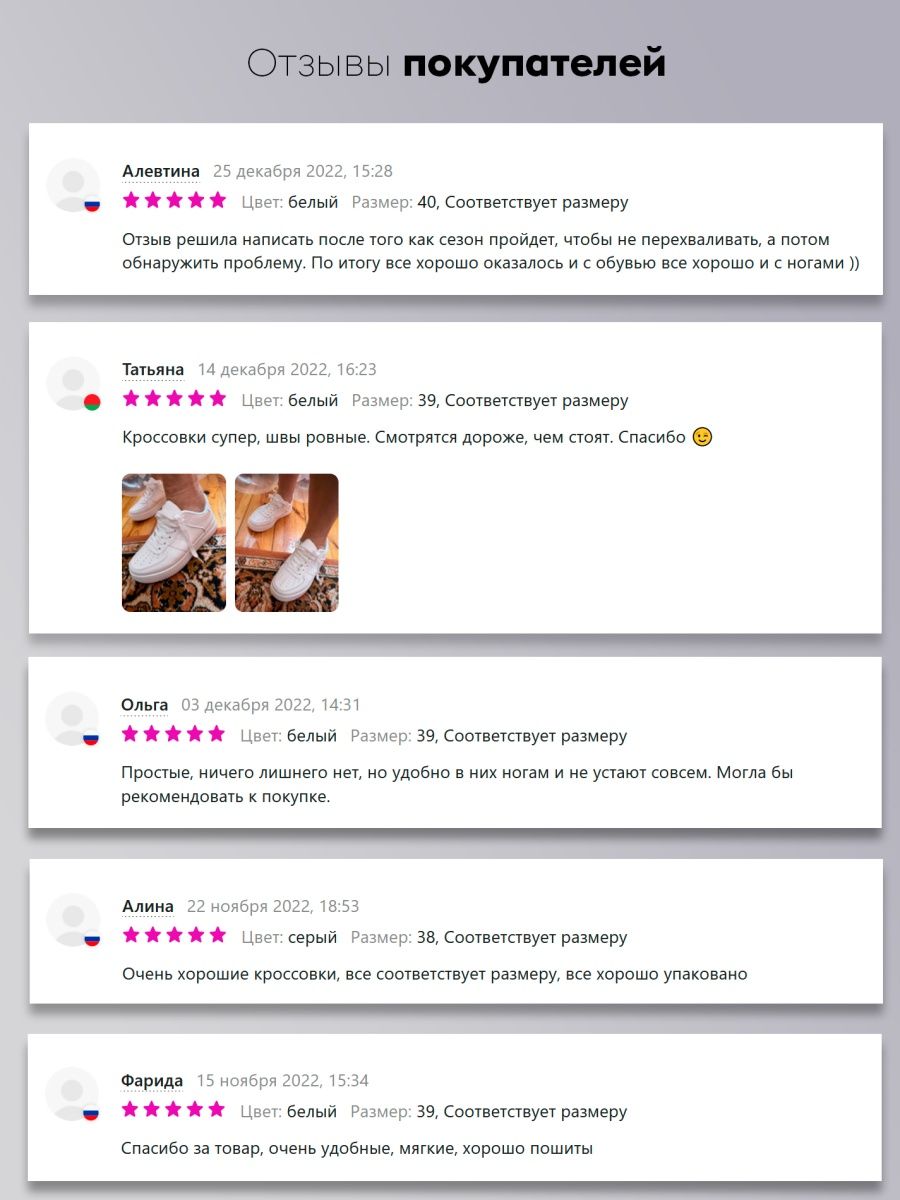 Отзывы покупателей
Алевтина 25 декабря 2022, 15:28
Цвет: белый Размер: 40, Соответствует размеру
Отзыв решила написать после того как сезон пройдет, чтобы не перехваливать, а потом
обнаружить проблему. По итогу все хорошо оказалось и с обувью все хорошо и с ногами ))
Татьяна 14 декабря 2022, 16:23
Цвет: белый Размер: 39, Соответствует размеру
Кроссовки супер, швы ровные. Смотрятся дороже, чем стоят. Спасибо 😉
Ольга 03 декабря 2022, 14:31
Цвет: белый Размер: 39, Соответствует размеру
Простые, ничего лишнего нет, но удобно в них ногам и не устают совсем. Могла бы
рекомендовать к покупке.
Алина 22 ноября 2022, 18:53
Цвет: серый Размер: 38, Соответствует размеру
Очень хорошие кроссовки, все соответствует размеру, все хорошо упаковано
Фарида 15 ноября 2022, 15:34
Цвет: белый Размер: 39, Соответствует размеру
Спасибо за товар, очень удобные, мягкие, хорошо пошиты